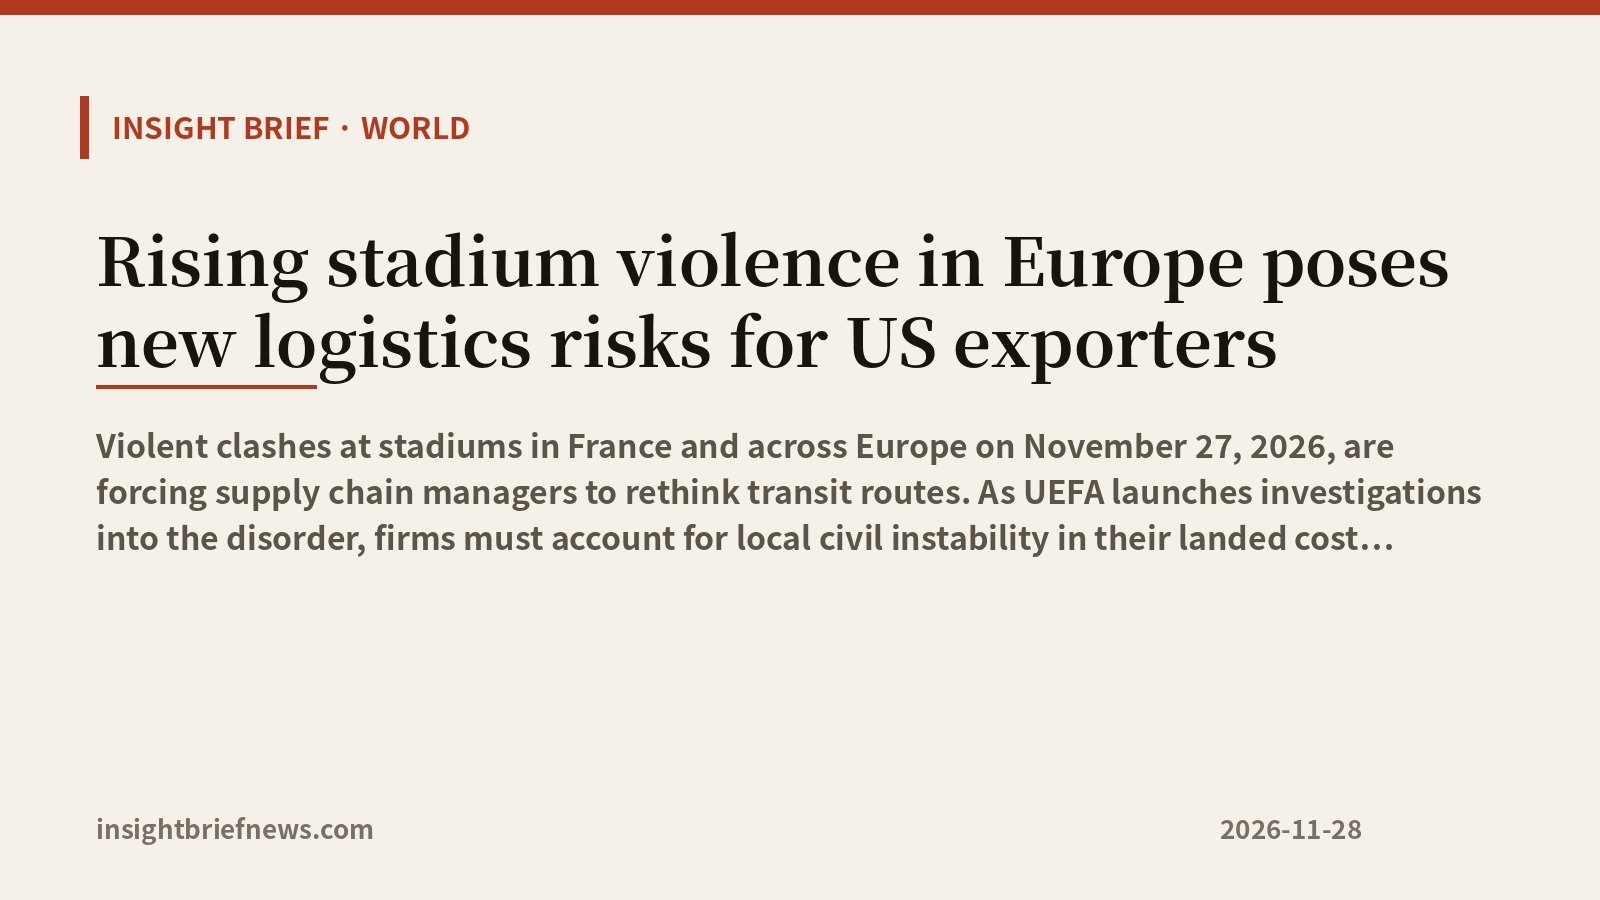 INSIGHT BRIEF · WORLD
Rising stadium violence in Europe poses
new logistics risks for US exporters
Violent clashes at stadiums in France and across Europe on November 27, 2026, are
forcing supply chain managers to rethink transit routes. As UEFA launches investigations
into the disorder, firms must account for local civil instability in their landed cost…
insightbriefnews.com
2026-11-28